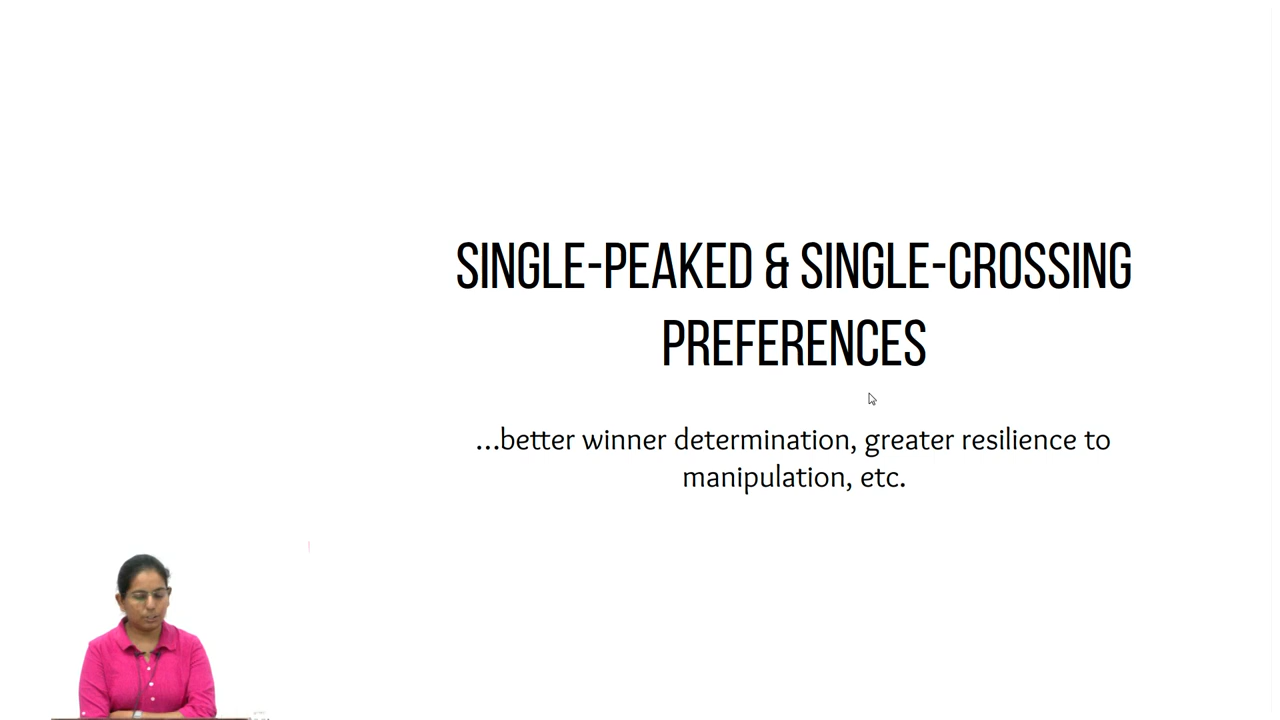 SINGLE-PEAKED & SINGLE-CROSSING
PREFERENCES
...better winner determination, greater resilience to
manipulation, etc.